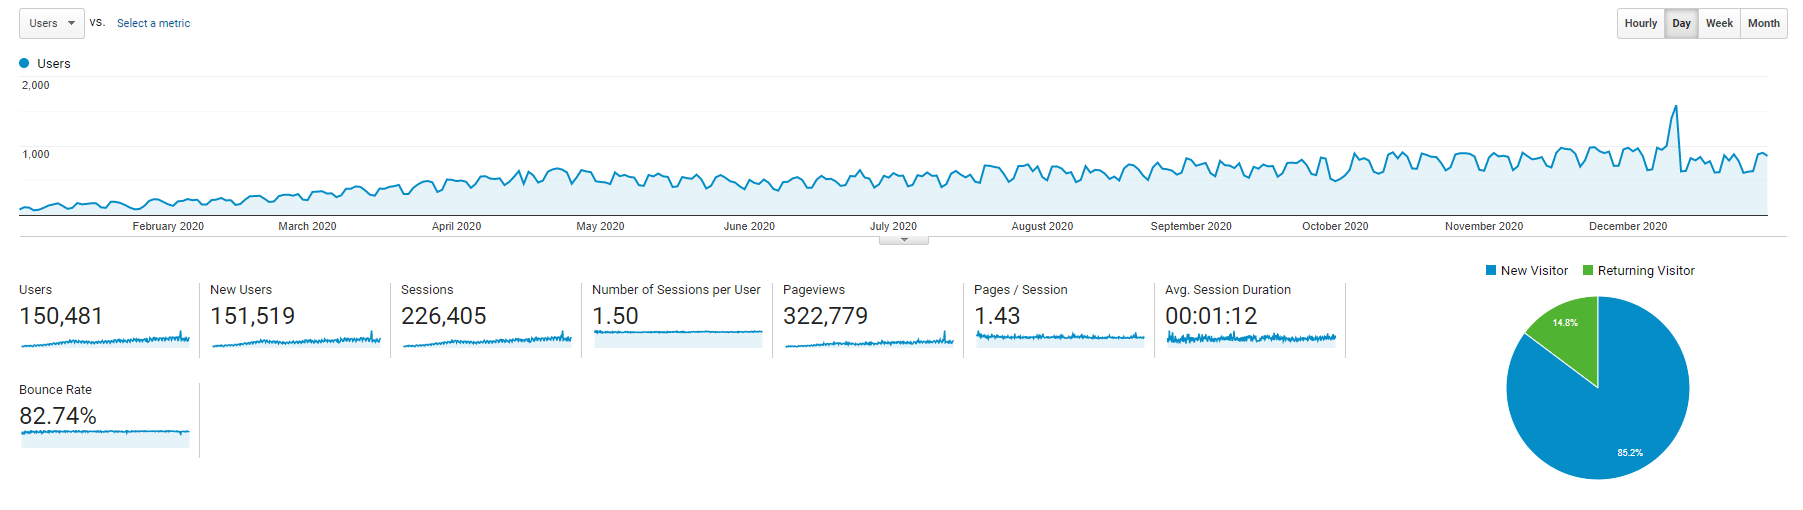 Users vs. Select a metric Hourly Day Week Month
Users
2,000
1,000
February 2020 March 2020 April 2020 May 2020 June 2020 July 2020 August 2020 September 2020 October 2020 November 2020 December 2020
New Visitor Returning Visitor
Users New Users Sessions Number of Sessions per User Pageviews Pages / Session Avg. Session Duration
150,481 151,519 226,405 1.50 322,779 1.43 00:01:12
14.8%
Bounce Rate
82.74%
85.2%